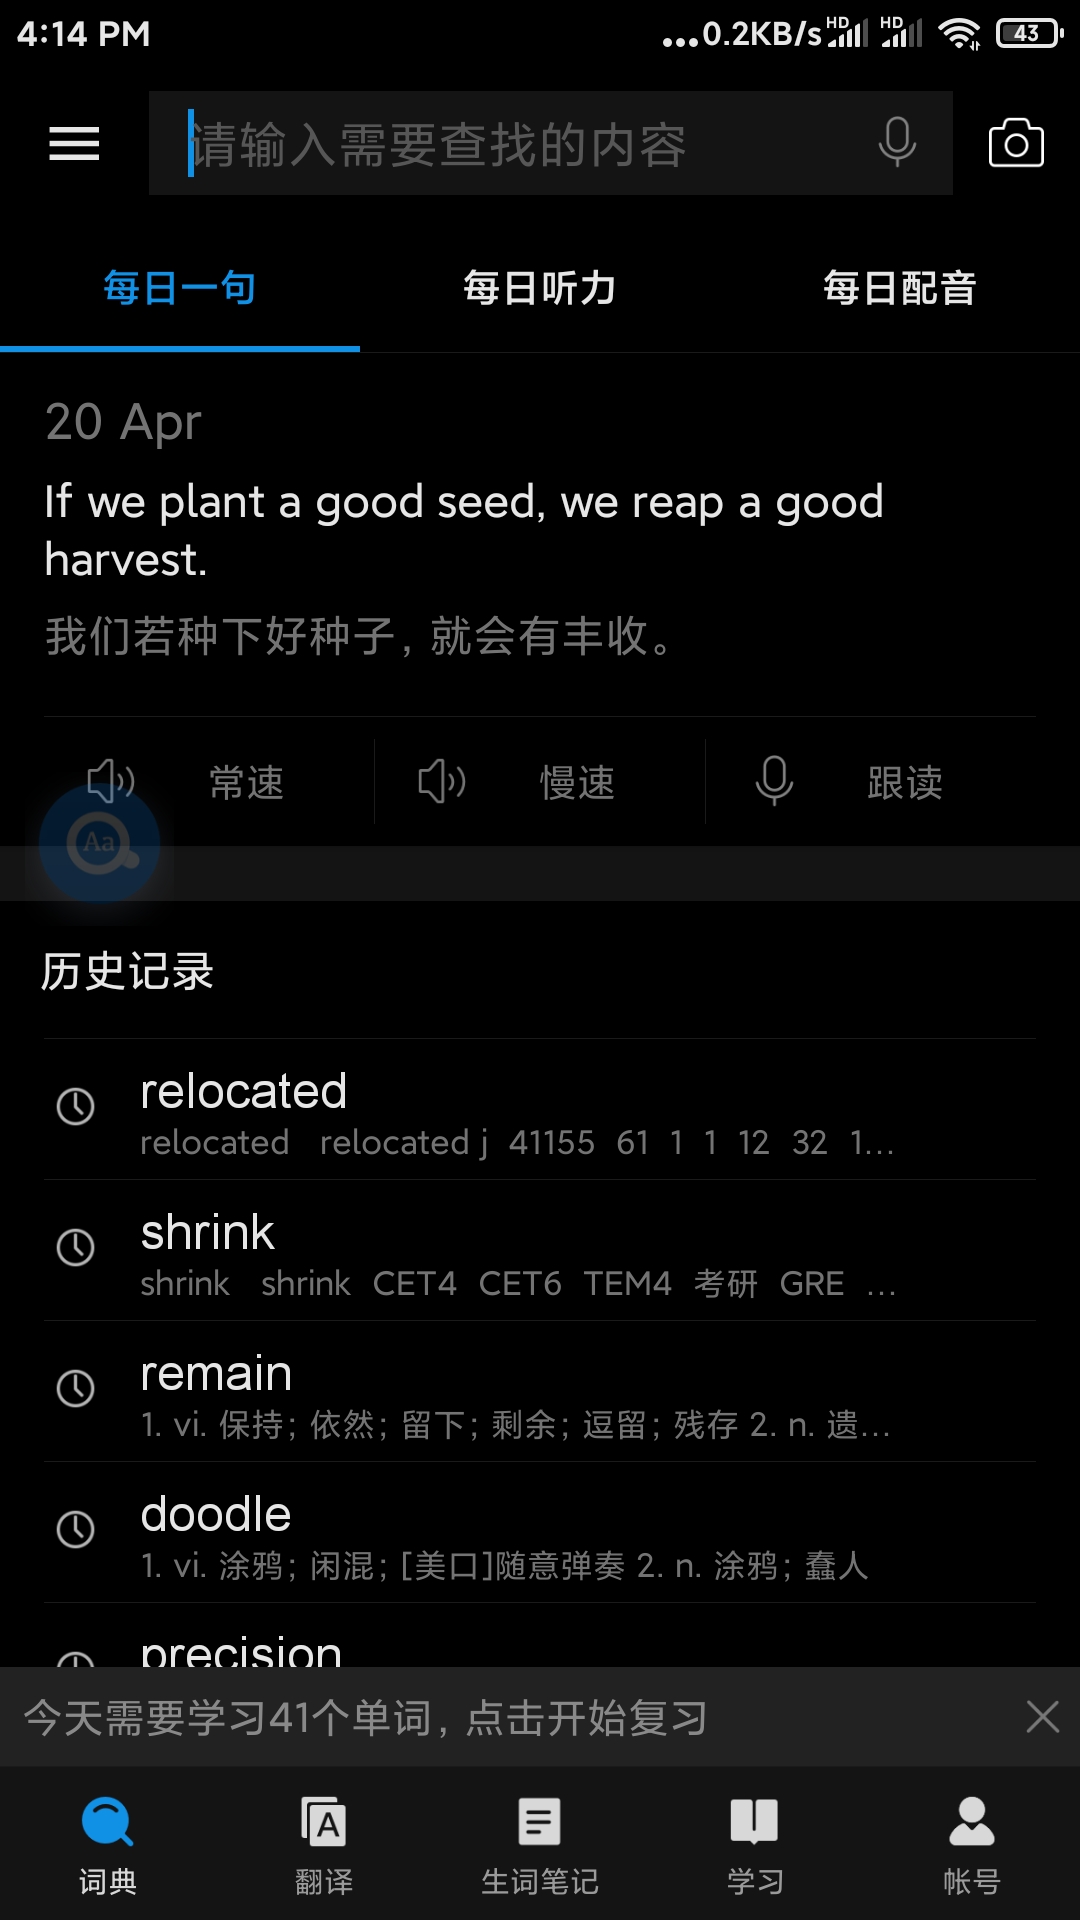 4:14 PM ...0.2KB/s HD HD 43
请输入需要查找的内容
每日一句 每日听力 每日配音
20 Apr
If we plant a good seed, we reap a good
harvest.
我们若种下好种子，就会有丰收。
常速 慢速 跟读
Aa
历史记录
relocated
relocated relocated j 41155 61 1 1 12 32 1...
shrink
shrink shrink CET4 CET6 TEM4 考研 GRE ...
remain
1. vi. 保持；依然；留下；剩余；逗留；残存 2. n. 遗...
doodle
1. vi. 涂鸦；闲混；[美口]随意弹奏 2. n. 涂鸦；蠢人
precision
今天需要学习41个单词，点击开始复习
A
词典 翻译 生词笔记 学习 帐号